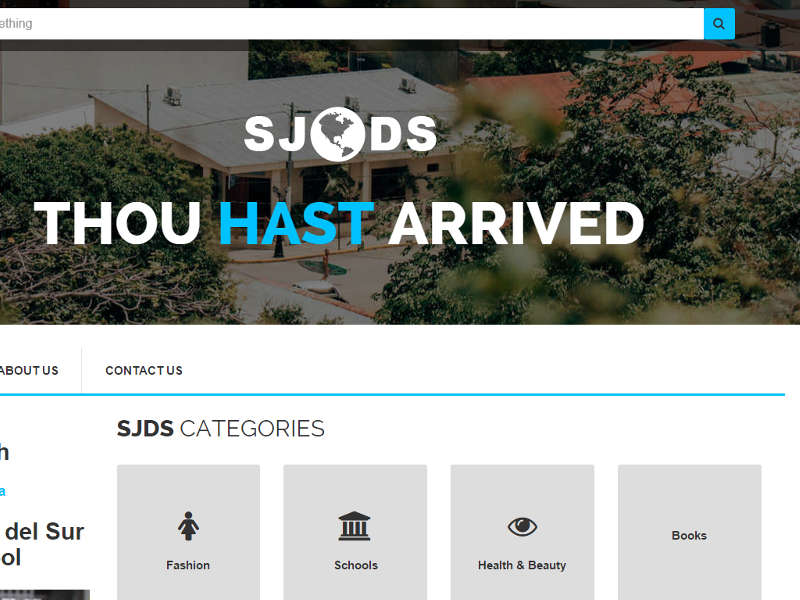 ething
SJDS
THOU HAST ARRIVED
ABOUT US
CONTACT US
SJDS CATEGORIES
h
a
del Sur
ol
Fashion
Schools
Health & Beauty
Books